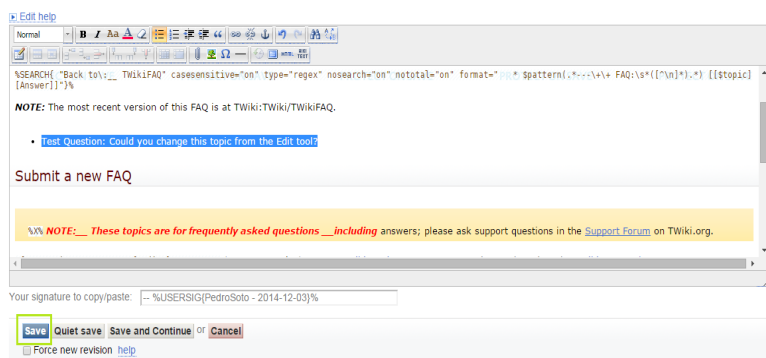 Edit help
Normal B I Aa A
HTML
%SEARCH{ "Back to\:__ TWikiFAQ" casesensitive="on" type="regex" nosearch="on" nototal="on" format=" * $pattern(.*---\+\+ FAQ:\s*([^\n]*).*) [[$topic]
[Answer]]"}%
NOTE: The most recent version of this FAQ is at TWiki:TWiki/TWikiFAQ.
• Test Question: Could you change this topic from the Edit tool?
Submit a new FAQ
%X% NOTE:__ These topics are for frequently asked questions __including answers; please ask support questions in the Support Forum on TWiki.org.
Your signature to copy/paste: -- %USERSIG{PedroSoto - 2014-12-03}%
Save Quiet save Save and Continue or Cancel
Force new revision help